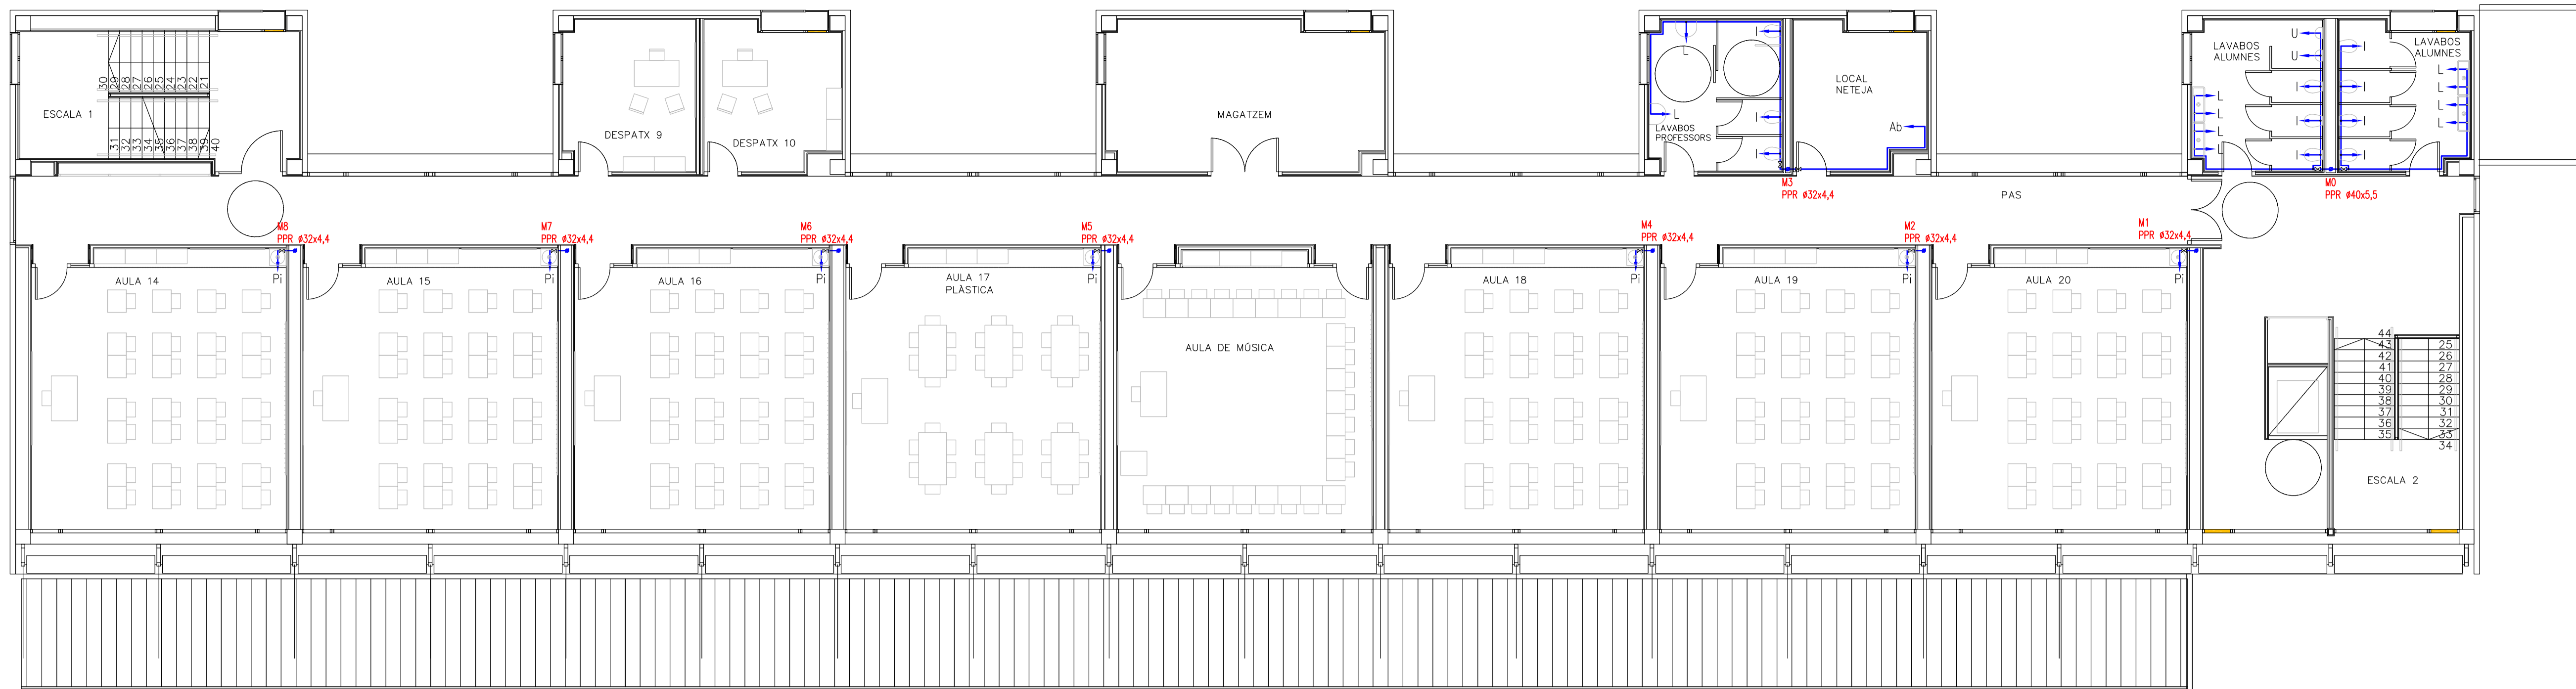 30
29
28
27
26
25
24
23
22
21
ESCALA 1
31
32
33
34
35
36
37
38
39
40
DESPATX 9
DESPATX 10
MAGATZEM
L
L
I
I
I
LAVABOS
PROFESSORS
LOCAL
NETEJA
Ab
LAVABOS
ALUMNES
U
U
I
I
I
L
L
L
L
LAVABOS
ALUMNES
I
I
I
I
L
L
L
L
M3
PPR ø32x4,4
PAS
M0
PPR ø40x5,5
M8
PPR ø32x4,4
M7
PPR ø32x4,4
M6
PPR ø32x4,4
M5
PPR ø32x4,4
M4
PPR ø32x4,4
M2
PPR ø32x4,4
M1
PPR ø32x4,4
AULA 14
Pi
AULA 15
Pi
AULA 16
Pi
AULA 17
PLÀSTICA
Pi
AULA DE MÚSICA
AULA 18
Pi
AULA 19
Pi
AULA 20
Pi
44
43
42
41
40
39
38
37
36
35
25
26
27
28
29
30
31
32
33
34
ESCALA 2